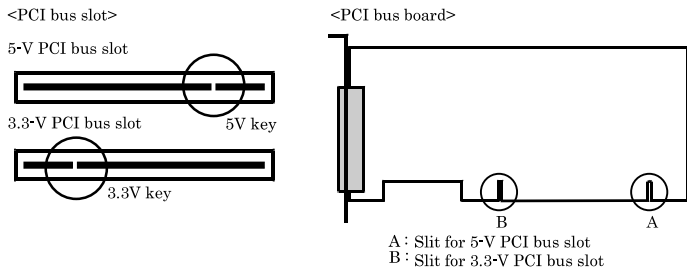 <PCI bus slot>
5-V PCI bus slot
5V key
3.3-V PCI bus slot
3.3V key
<PCI bus board>
B
A
A : Slit for 5-V PCI bus slot
B : Slit for 3.3-V PCI bus slot